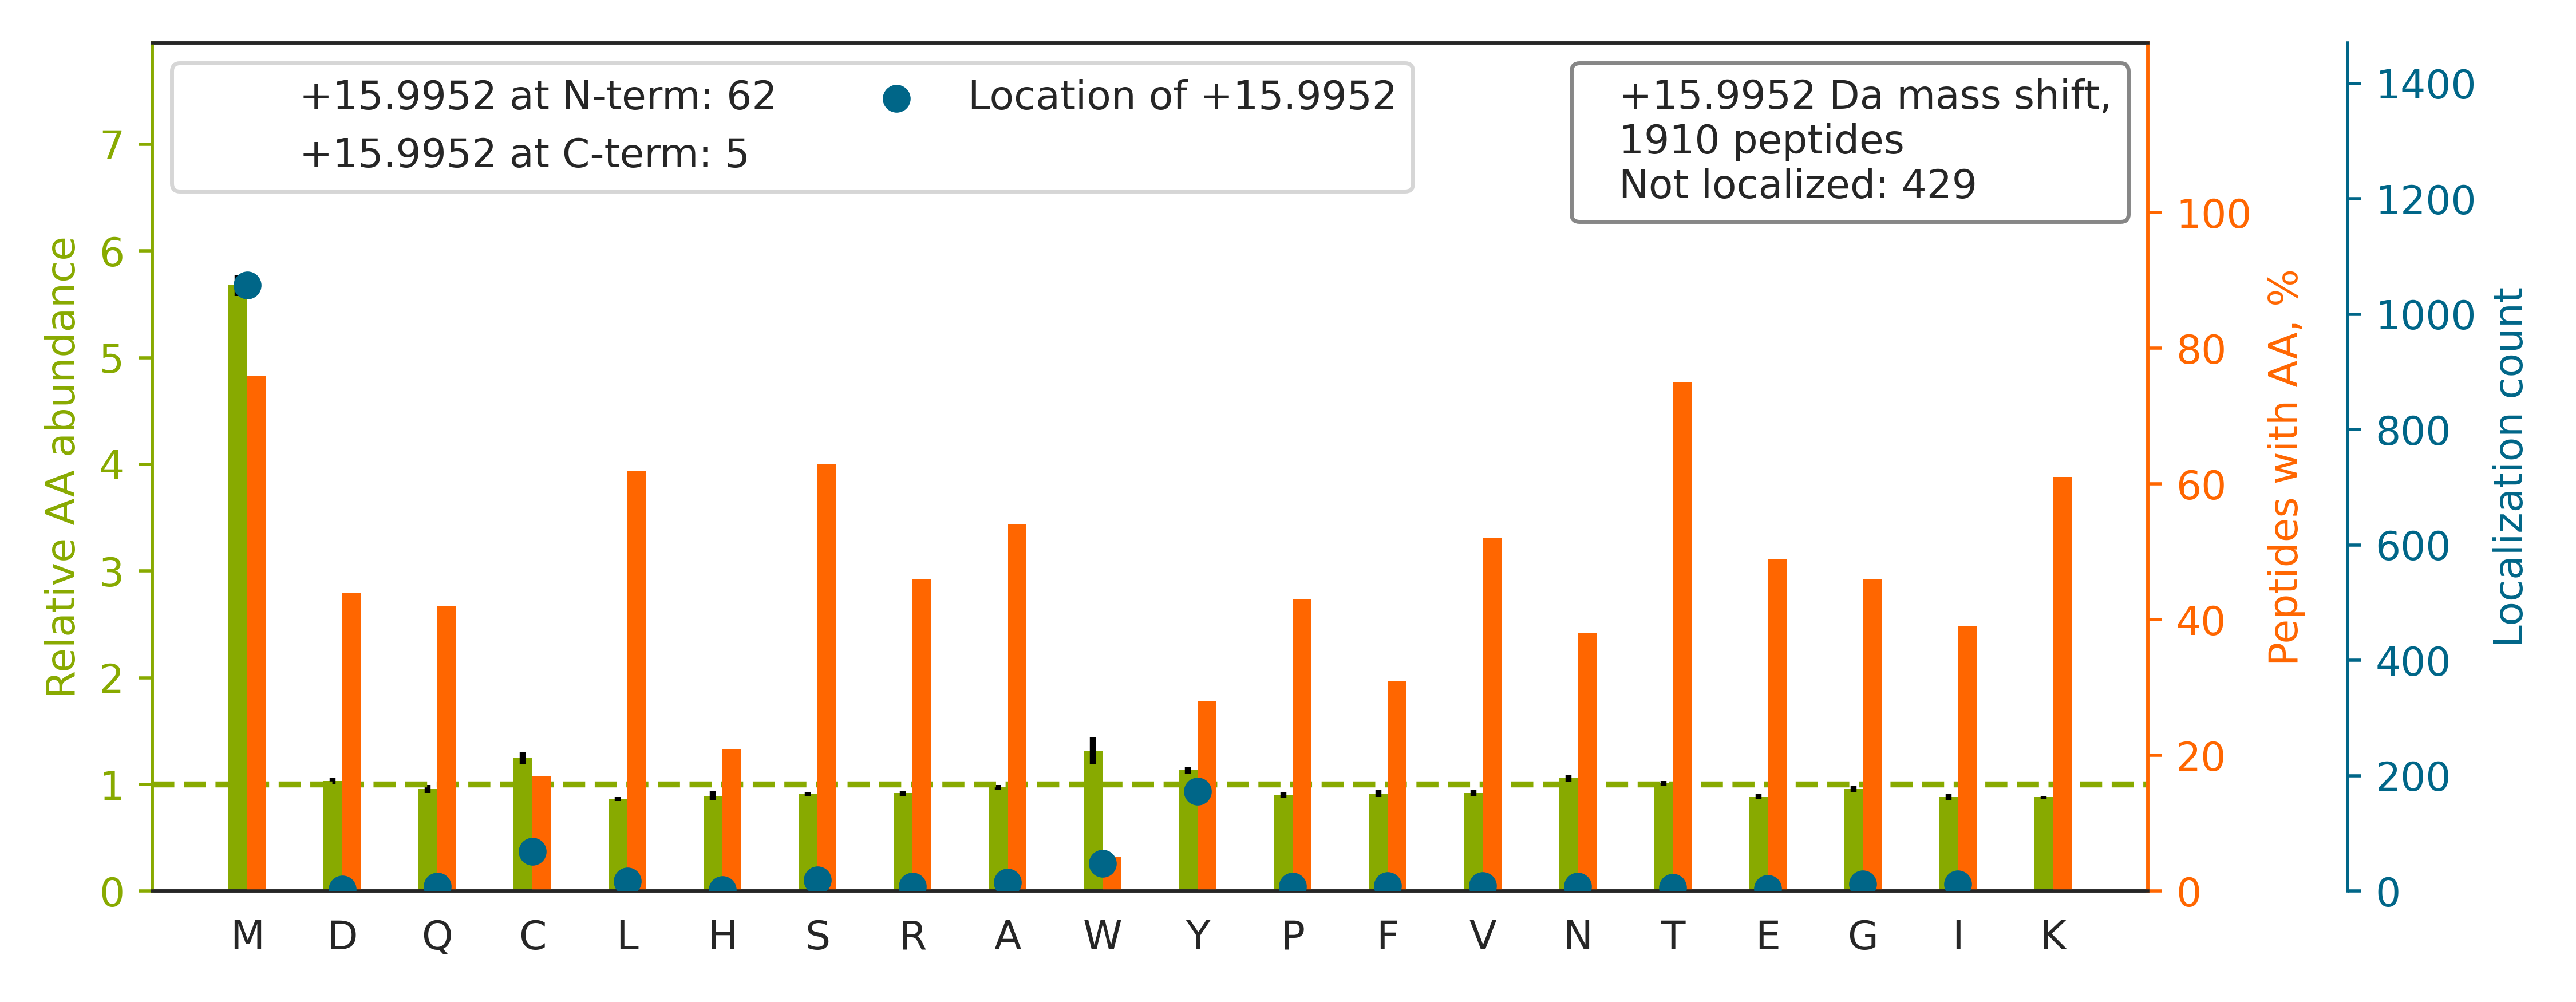 +15.9952 at N-term: 62
+15.9952 at C-term: 5
Location of +15.9952
+15.9952 Da mass shift,
1910 peptides
Not localized: 429
Relative AA abundance
7
6
5
4
3
2
1
0
M D Q C L H S R A W Y P F V N T E G I K
100
80
60
40
20
0
Peptides with AA, %
1400
1200
1000
800
600
400
200
0
Localization count